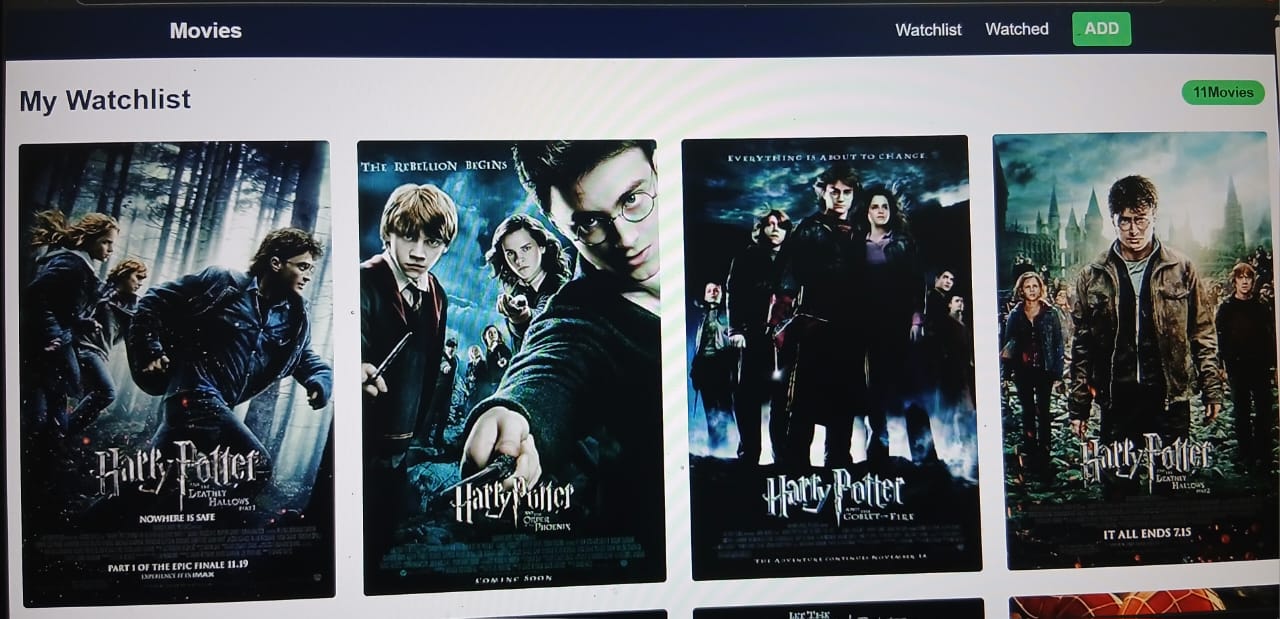 Movies
Watchlist
Watched
ADD
My Watchlist
11Movies
Harry Potter
AND THE
DEATHLY
HALLOWS
PART 1
NOWHERE IS SAFE
PART 1 OF THE EPIC FINALE 11.19
EXPERIENCE IT IN IMAX
THE REBELLION BEGINS
Harry Potter
AND THE
ORDER OF THE
PHOENIX
COMING SOON
EVERYTHING IS ABOUT TO CHANGE.
Harry Potter
AND THE
GOBLET OF FIRE
THE ADVENTURE CONTINUES NOVEMBER 18
Harry Potter
AND THE
DEATHLY
HALLOWS
PART 2
IT ALL ENDS 7.15
LET THE